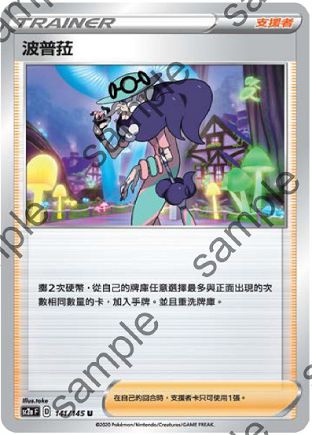 TRAINER
支援者
波普菈
擲2次硬幣,從自己的牌庫任意選擇最多與正面出現的次
數相同數量的卡,加入手牌。並且重洗牌庫。
Illus.toke
sc2a F D 141/145 U
在自己的回合時,支援者卡只可使用1張。
©2020 Pokémon/Nintendo/Creatures/GAME FREAK.
sample
sample
sample
sample
sample
sample